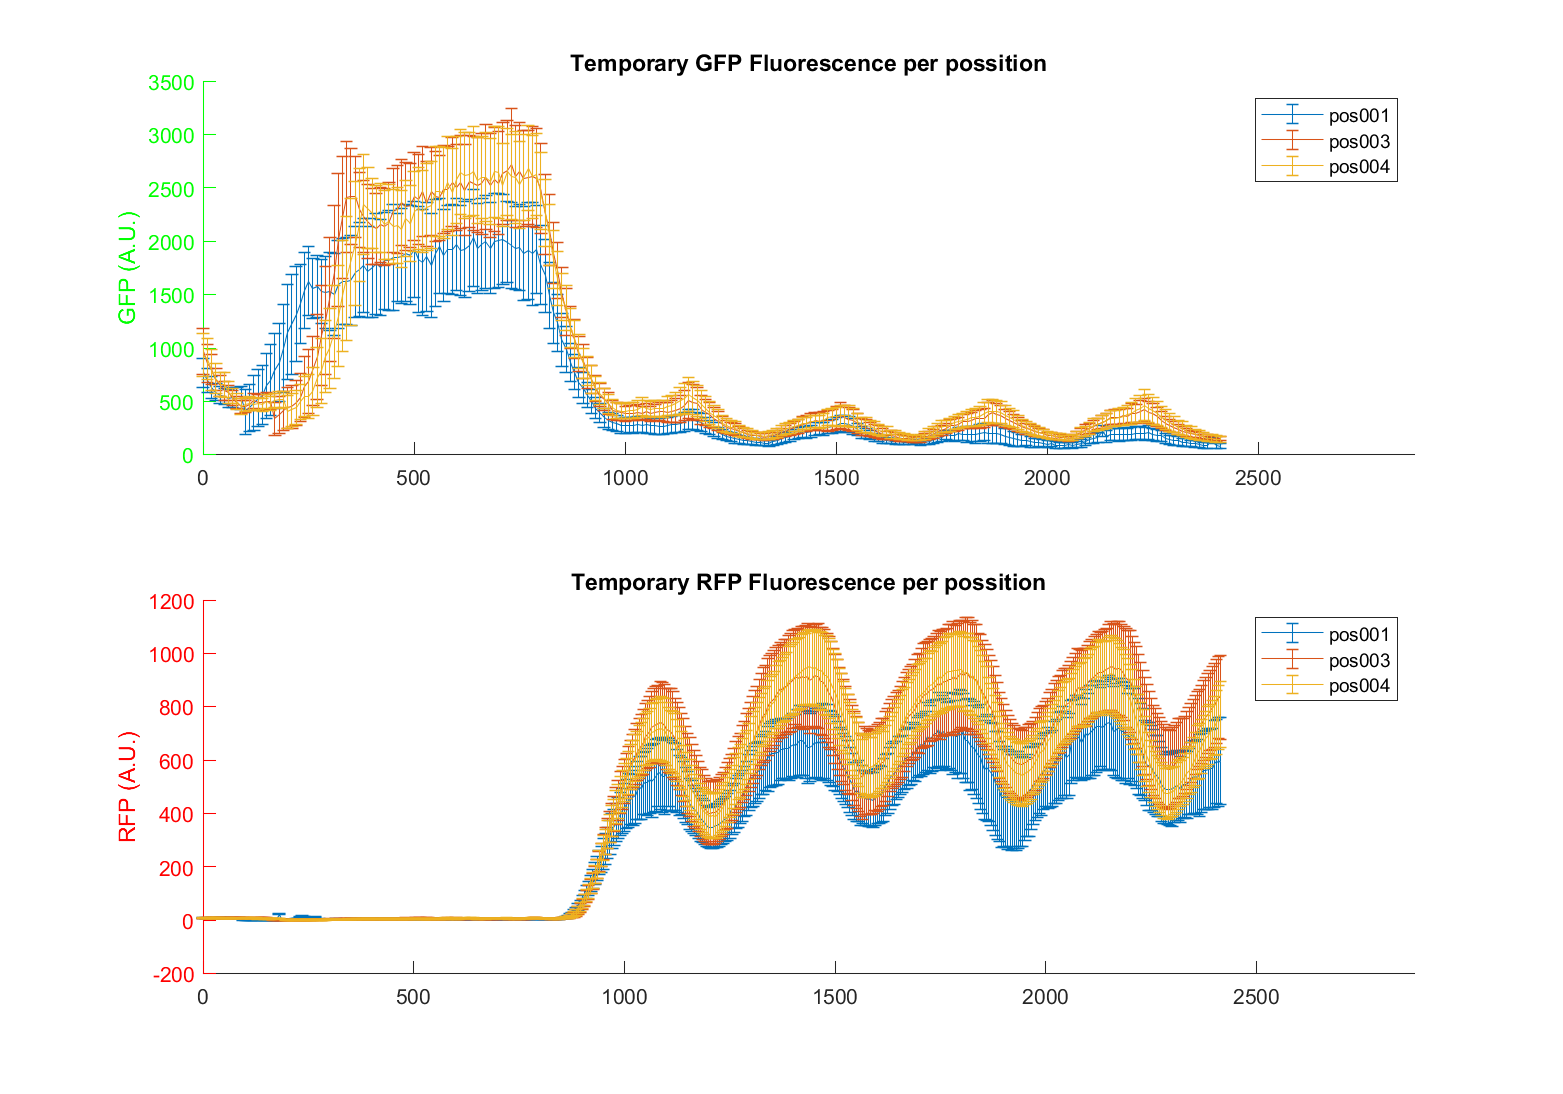 Temporary GFP Fluorescence per possition
3500
3000
2500
2000
1500
1000
500
0
GFP (A.U.)
0 500 1000 1500 2000 2500
pos001
pos003
pos004
Temporary RFP Fluorescence per possition
1200
1000
800
600
400
200
0
-200
RFP (A.U.)
0 500 1000 1500 2000 2500
pos001
pos003
pos004